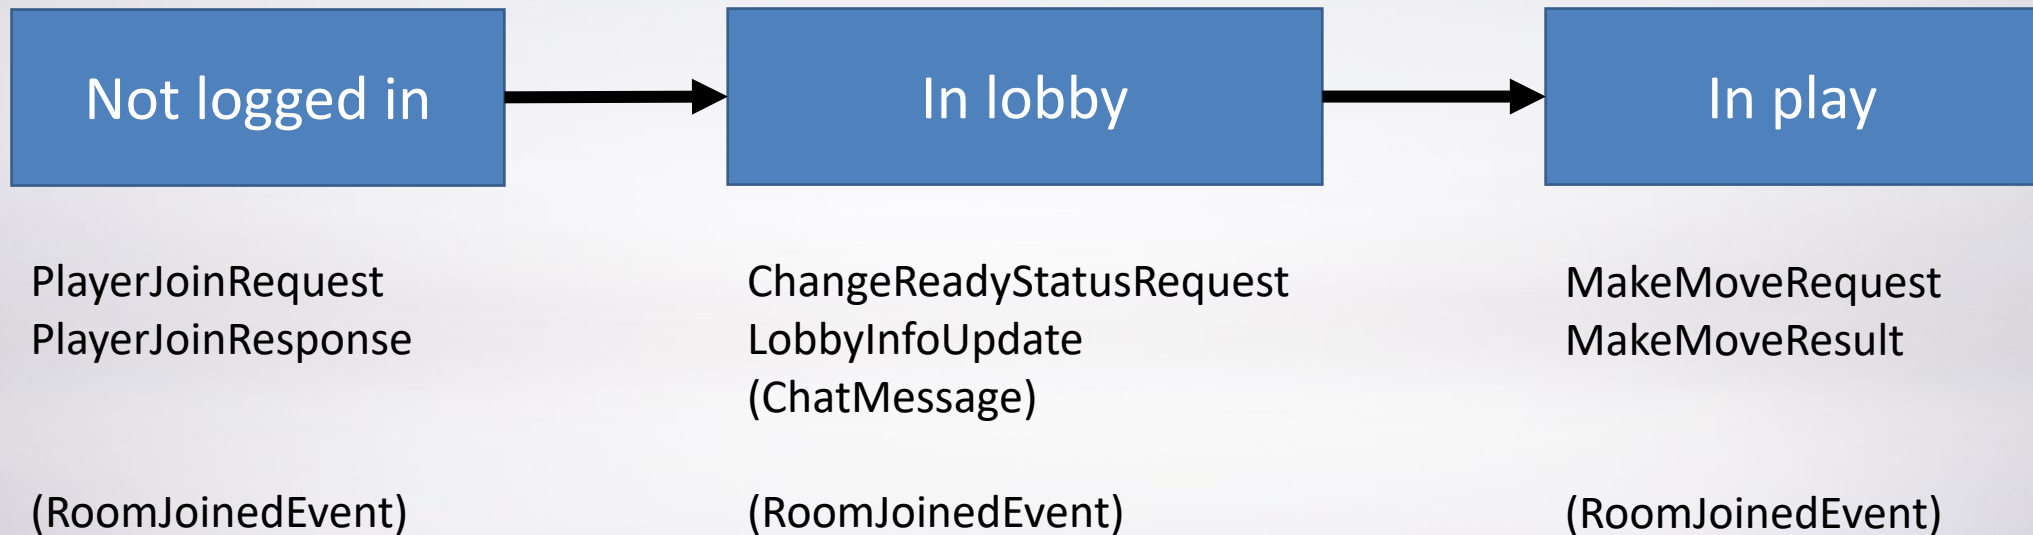 Not logged in
In lobby
In play
PlayerJoinRequest
PlayerJoinResponse
(RoomJoinedEvent)
ChangeReadyStatusRequest
LobbyInfoUpdate
(ChatMessage)
(RoomJoinedEvent)
MakeMoveRequest
MakeMoveResult
(RoomJoinedEvent)